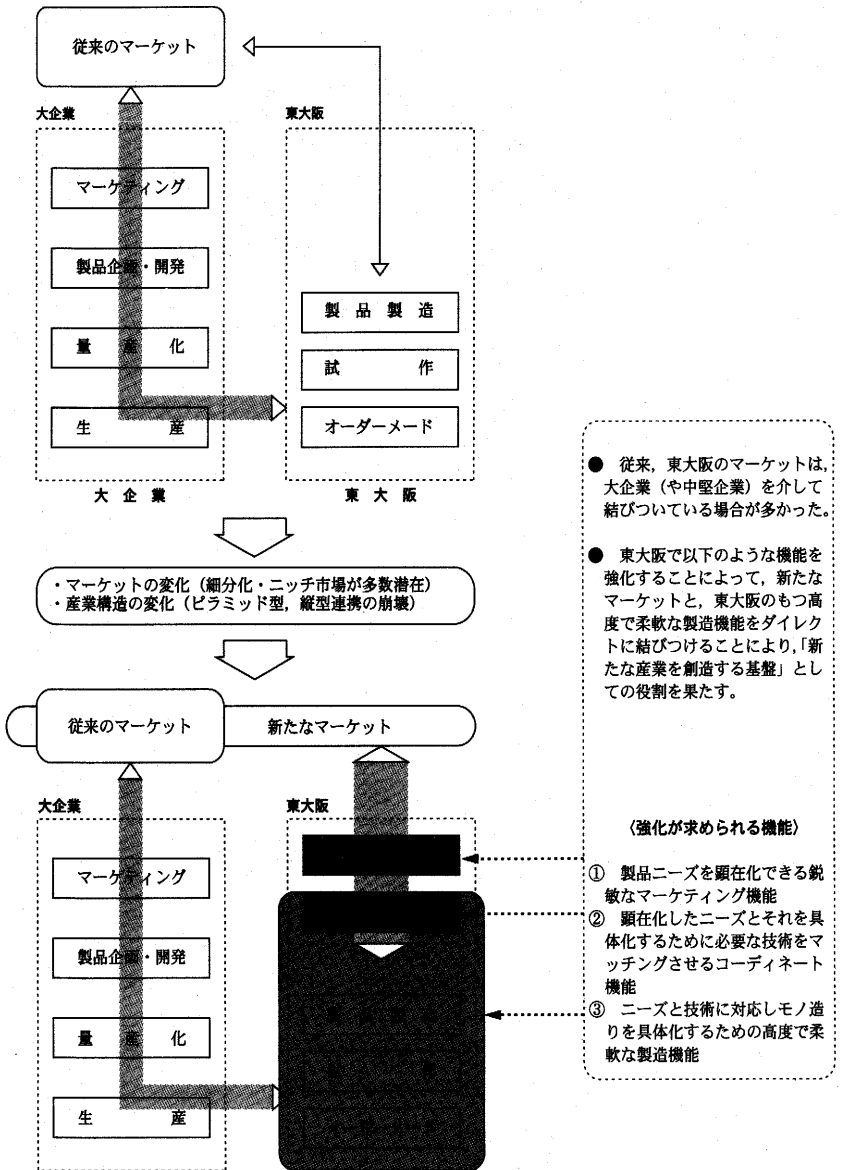 従来のマーケット
大企業
東大阪
マーケティング
製品企画・開発
量産化
生産
製品製造
試作
オーダーメード
大企業
東大阪
・マーケットの変化（細分化・ニッチ市場が多数潜在）
・産業構造の変化（ピラミッド型，縦型連携の崩壊）
従来のマーケット
新たなマーケット
大企業
東大阪
マーケティング
製品企画・開発
量産化
生産
● 従来，東大阪のマーケットは，
大企業（や中堅企業）を介して
結びついている場合が多かった。
● 東大阪で以下のような機能を
強化することによって，新たな
マーケットと，東大阪のもつ高
度で柔軟な製造機能をダイレク
トに結びつけることにより，「新
たな産業を創造する基盤」とし
ての役割を果たす。
〈強化が求められる機能〉
① 製品ニーズを顕在化できる鋭
敏なマーケティング機能
② 顕在化したニーズとそれを具
体化するために必要な技術をマ
ッチングさせるコーディネート
機能
③ ニーズと技術に対応しモノ造
りを具体化するための高度で柔
軟な製造機能